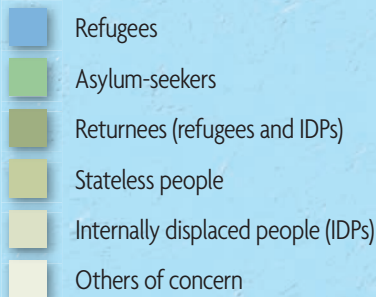 Refugees
Asylum-seekers
Returnees (refugees and IDPs)
Stateless people
Internally displaced people (IDPs)
Others of concern